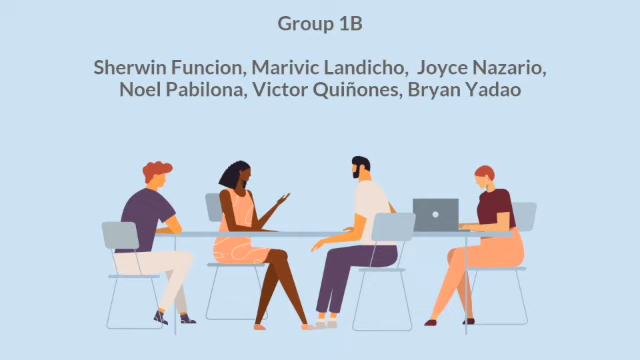 Group 1B
Sherwin Funcion, Marivic Landicho, Joyce Nazario,
Noel Pabilona, Victor Quiñones, Bryan Yadao